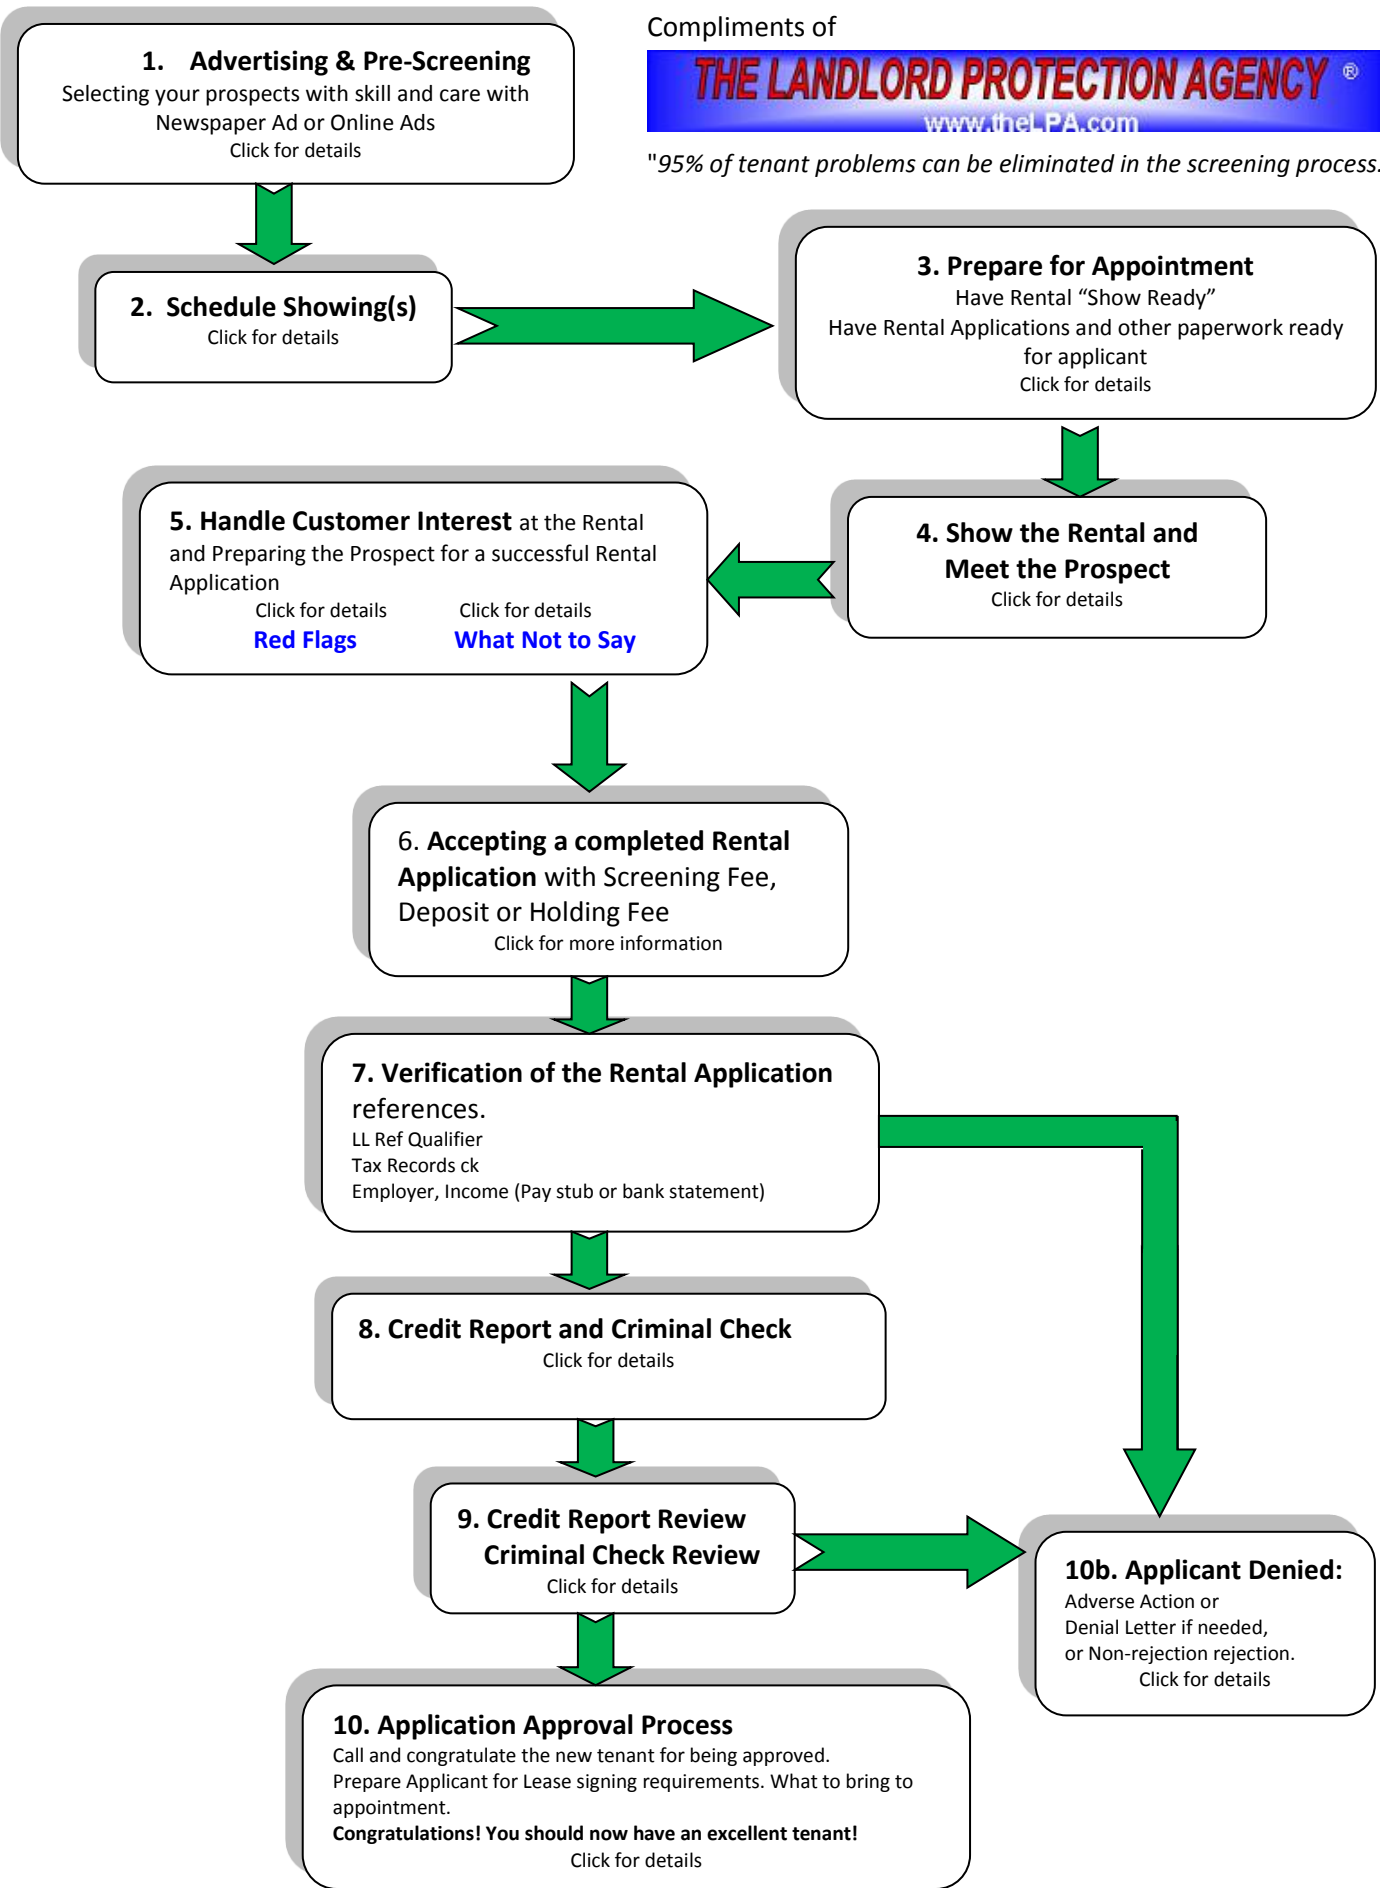 Compliments of
THE LANDLORD PROTECTION AGENCY ®
www.theLPA.com
"95% of tenant problems can be eliminated in the screening process.
1. Advertising & Pre-Screening
Selecting your prospects with skill and care with
Newspaper Ad or Online Ads
Click for details
2. Schedule Showing(s)
Click for details
3. Prepare for Appointment
Have Rental “Show Ready”
Have Rental Applications and other paperwork ready
for applicant
Click for details
4. Show the Rental and
Meet the Prospect
Click for details
5. Handle Customer Interest at the Rental
and Preparing the Prospect for a successful Rental
Application
Click for details Click for details
Red Flags What Not to Say
6. Accepting a completed Rental
Application with Screening Fee,
Deposit or Holding Fee
Click for more information
7. Verification of the Rental Application
references.
LL Ref Qualifier
Tax Records ck
Employer, Income (Pay stub or bank statement)
8. Credit Report and Criminal Check
Click for details
9. Credit Report Review
Criminal Check Review
Click for details
10b. Applicant Denied:
Adverse Action or
Denial Letter if needed,
or Non-rejection rejection.
Click for details
10. Application Approval Process
Call and congratulate the new tenant for being approved.
Prepare Applicant for Lease signing requirements. What to bring to
appointment.
Congratulations! You should now have an excellent tenant!
Click for details